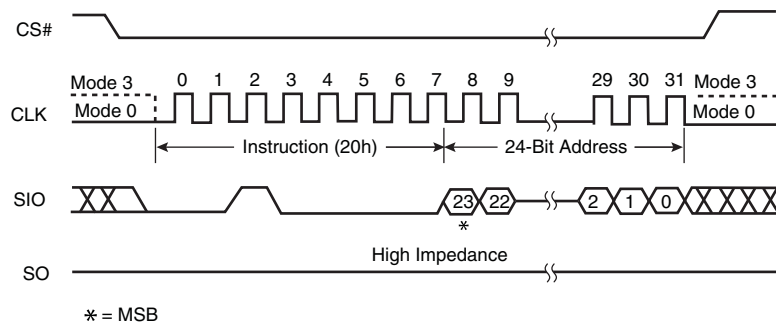 CS#
Mode 3 0 1 2 3 4 5 6 7 8 9 29 30 31 Mode 3
CLK Mode 0 Mode 0
Instruction (20h) 24-Bit Address
SIO 23 22 2 1 0
*
High Impedance
SO
* = MSB